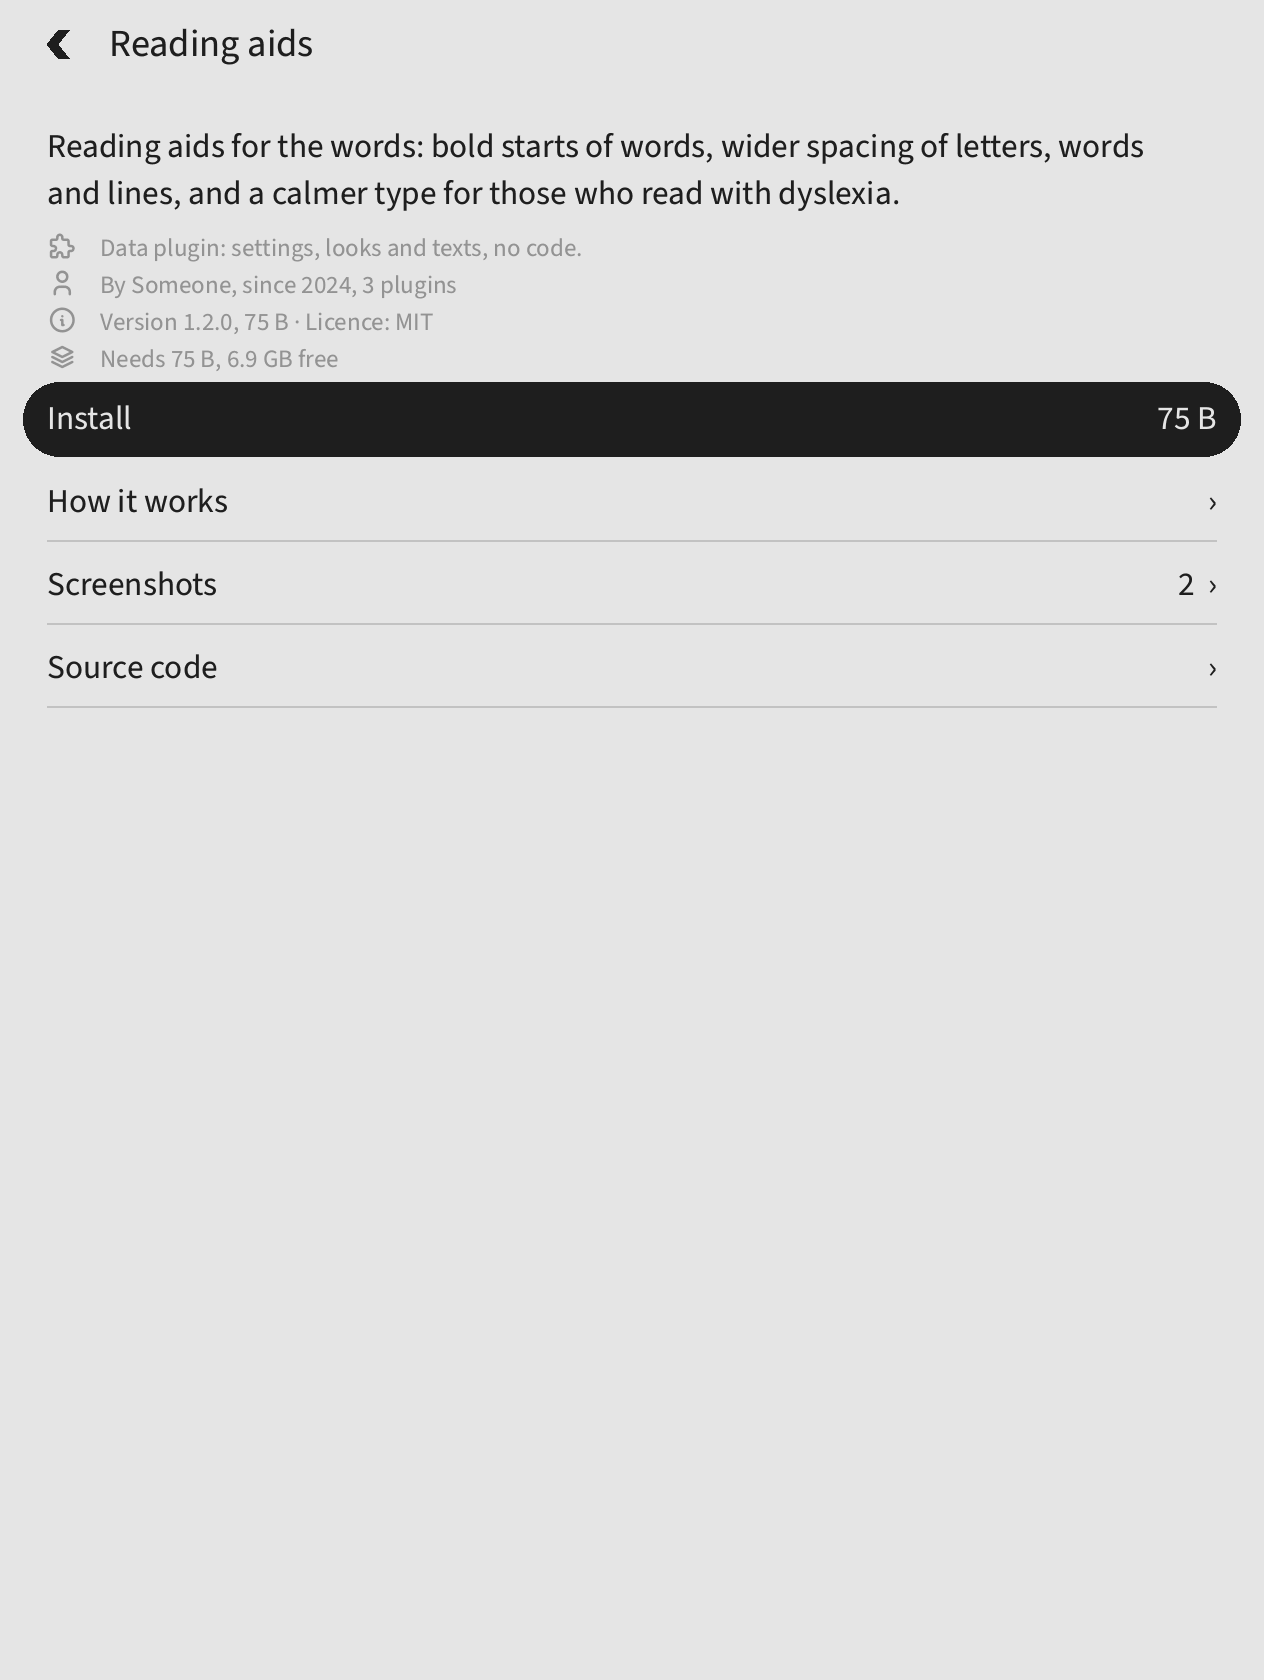 Reading aids
Reading aids for the words: bold starts of words, wider spacing of letters, words
and lines, and a calmer type for those who read with dyslexia.
Data plugin: settings, looks and texts, no code.
By Someone, since 2024, 3 plugins
Version 1.2.0, 75 B · Licence: MIT
Needs 75 B, 6.9 GB free
Install 75 B
How it works ›
Screenshots 2 ›
Source code ›